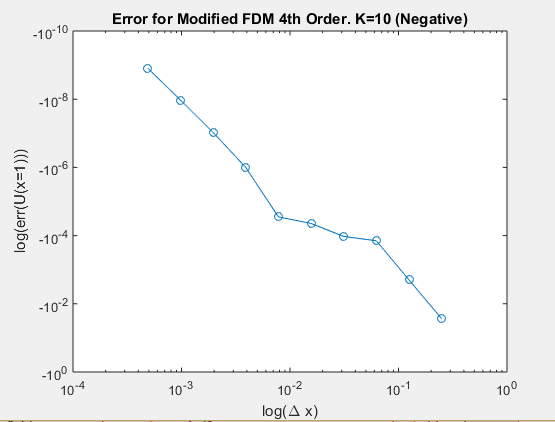 Error for Modified FDM 4th Order. K=10 (Negative)
-10^-10
-10^-8
-10^-6
-10^-4
-10^-2
-10^0
log(err(U(x=1)))
10^-4 10^-3 10^-2 10^-1 10^0
log(Δ x)